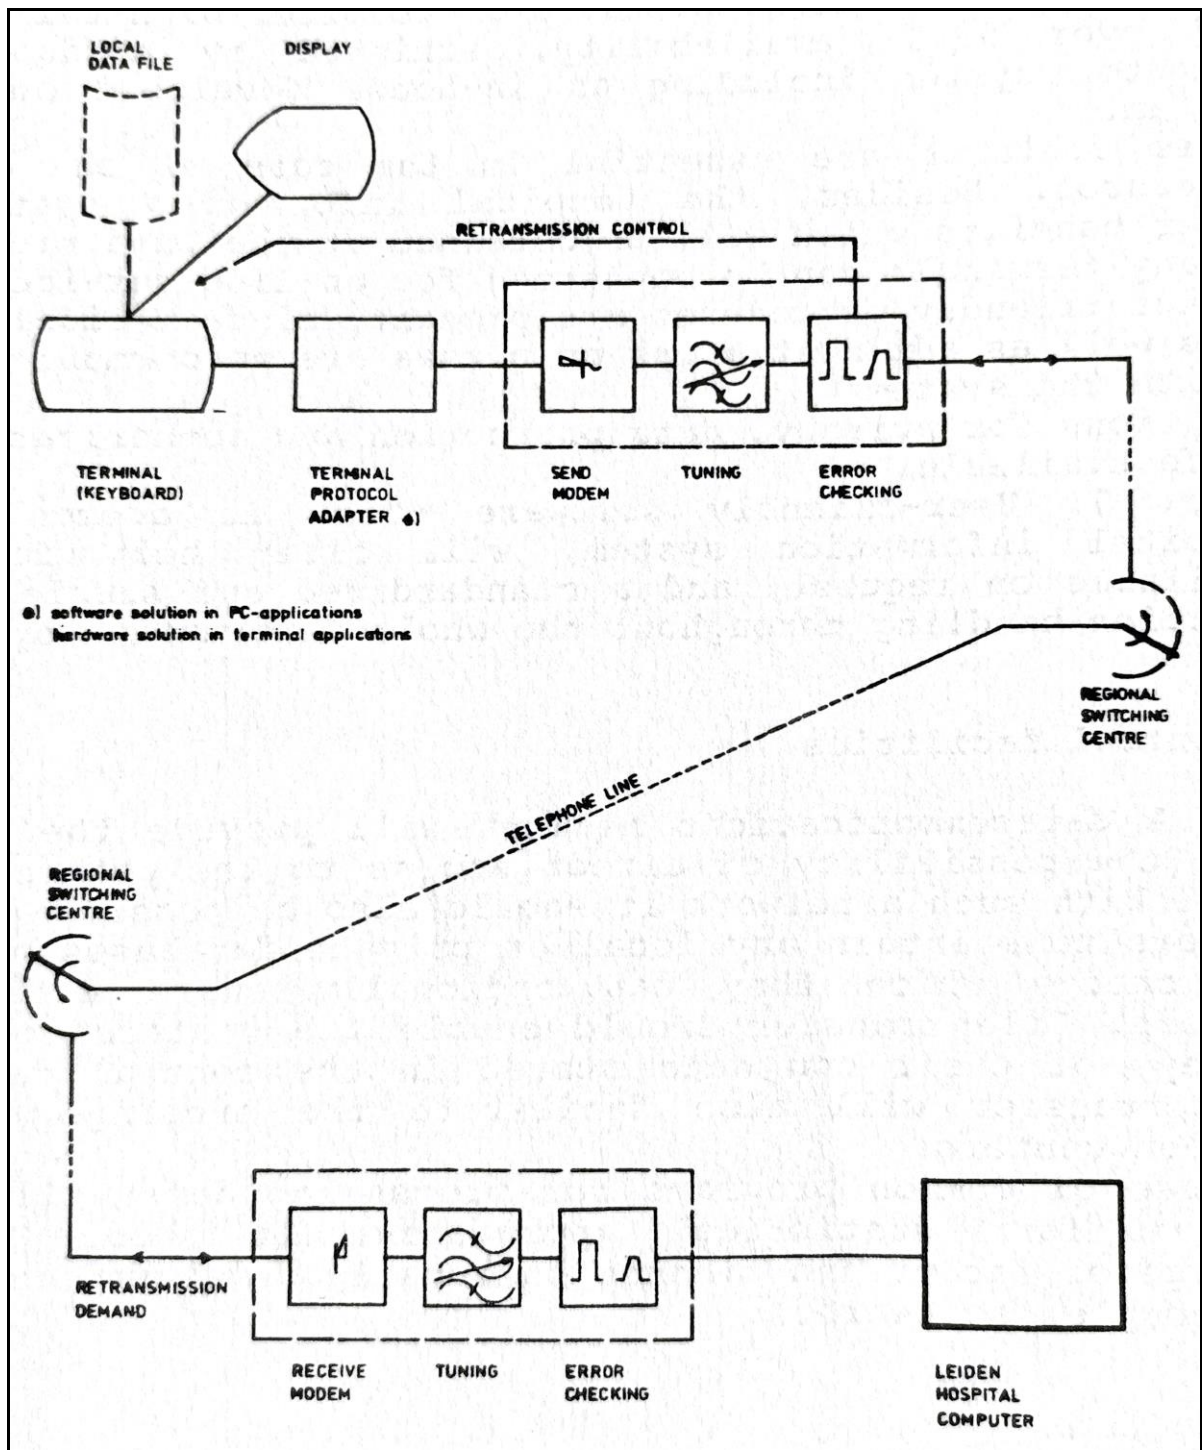 LOCAL
DATA FILE
DISPLAY
RETRANSMISSION CONTROL
TERMINAL
(KEYBOARD)
TERMINAL
PROTOCOL
ADAPTER •)
SEND
MODEM
TUNING
ERROR
CHECKING
•) software solution in PC-applications
hardware solution in terminal applications
REGIONAL
SWITCHING
CENTRE
TELEPHONE LINE
REGIONAL
SWITCHING
CENTRE
RETRANSMISSION
DEMAND
RECEIVE
MODEM
TUNING
ERROR
CHECKING
LEIDEN
HOSPITAL
COMPUTER